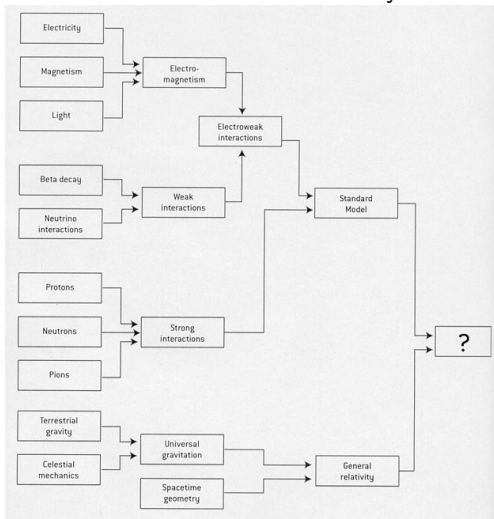 Electricity
Magnetism
Light
Electro-
magnetism
Electroweak
interactions
Beta decay
Neutrino
interactions
Weak
interactions
Standard
Model
Protons
Neutrons
Pions
Strong
interactions
?
Terrestrial
gravity
Celestial
mechanics
Universal
gravitation
Spacetime
geometry
General
relativity